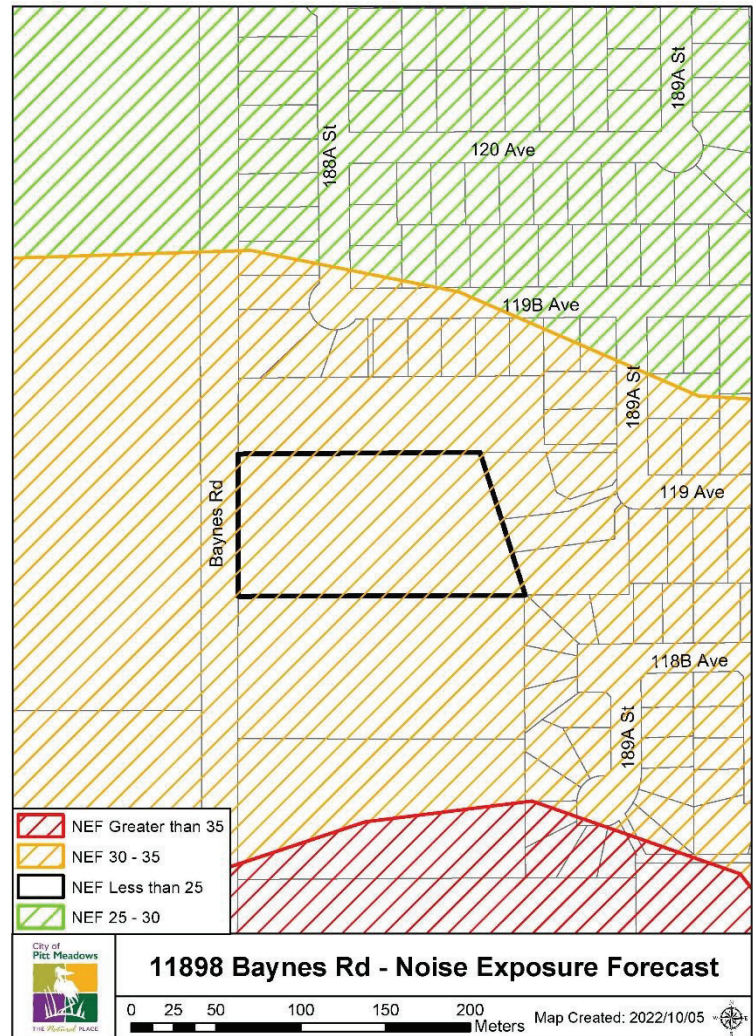 189A St
188A St
120 Ave
119B Ave
189A St
119 Ave
Baynes Rd
118B Ave
189A St
NEF Greater than 35
NEF 30 - 35
NEF Less than 25
NEF 25 - 30
City of
Pitt Meadows
THE Natural PLACE
11898 Baynes Rd - Noise Exposure Forecast
0 25 50 100 150 200
Meters
Map Created: 2022/10/05